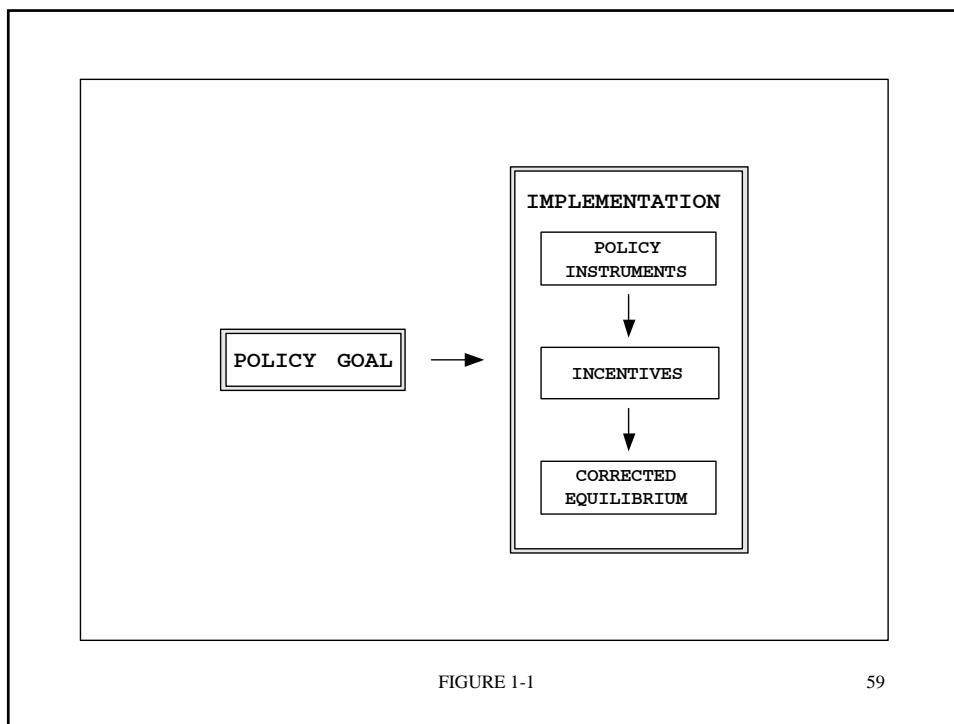 IMPLEMENTATION
POLICY
INSTRUMENTS
POLICY GOAL
INCENTIVES
CORRECTED
EQUILIBRIUM
FIGURE 1-1
59